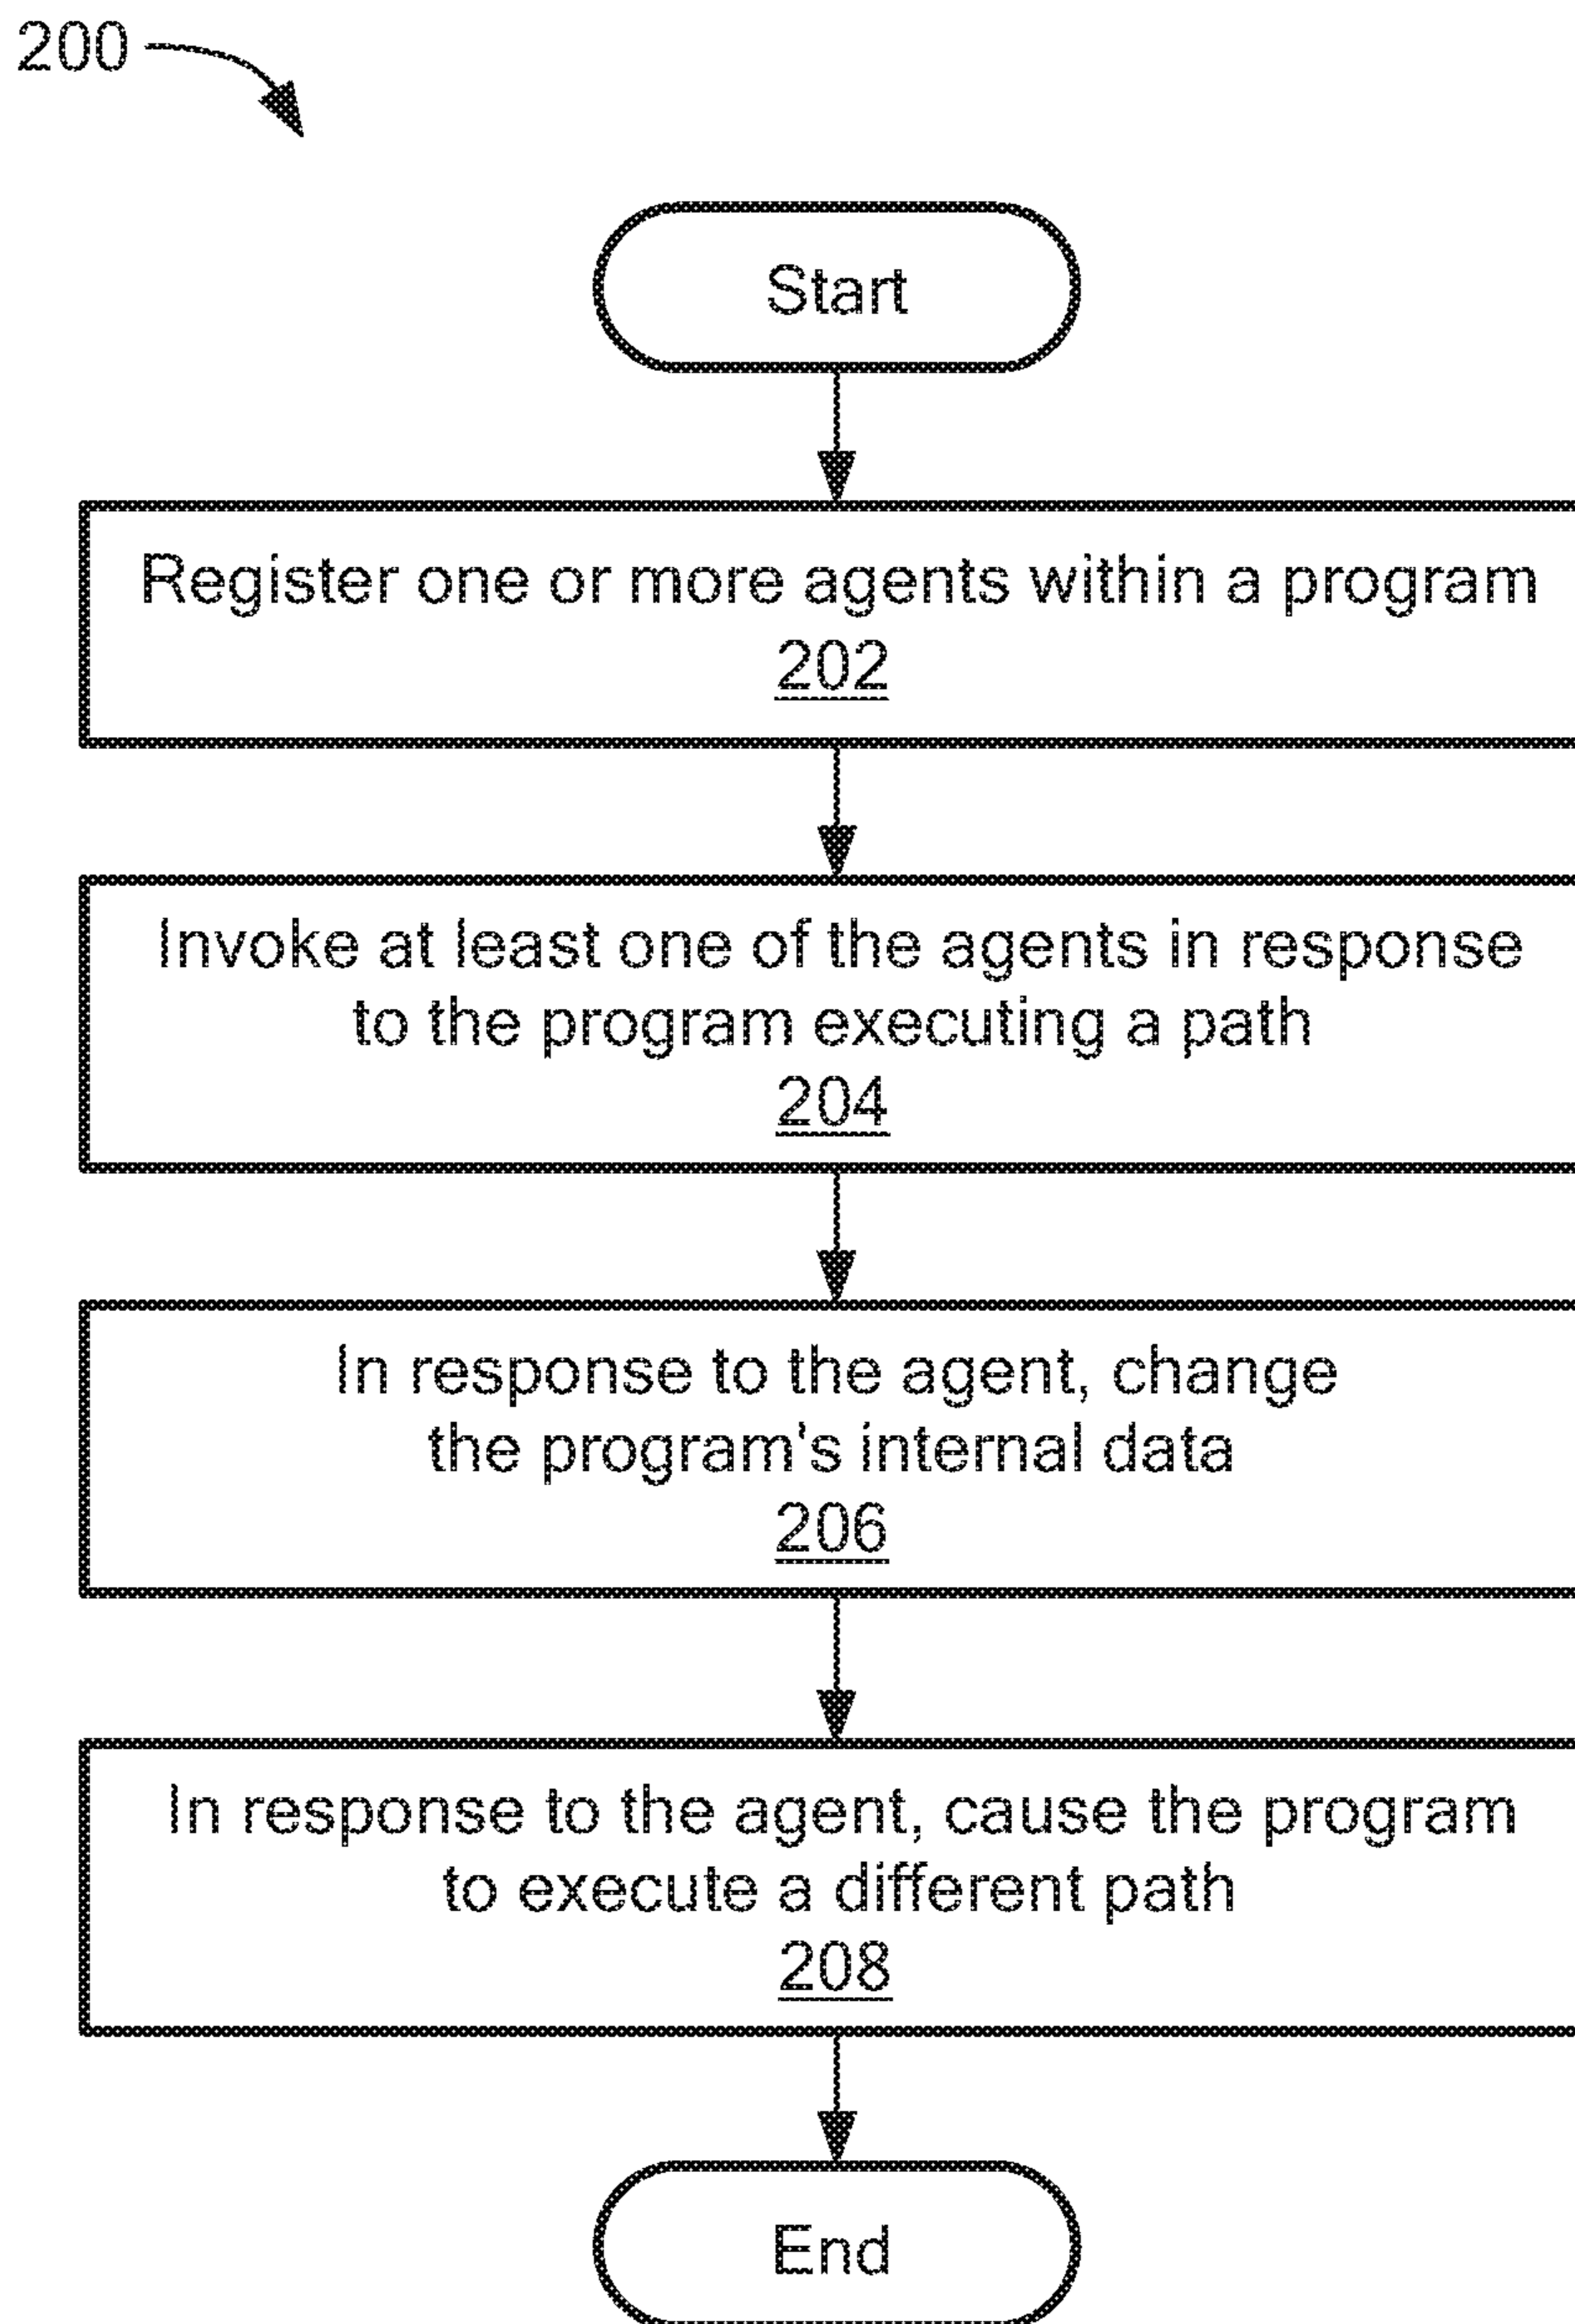 200
Start
Register one or more agents within a program
202
Invoke at least one of the agents in response
to the program executing a path
204
In response to the agent, change
the program's internal data
206
In response to the agent, cause the program
to execute a different path
208
End